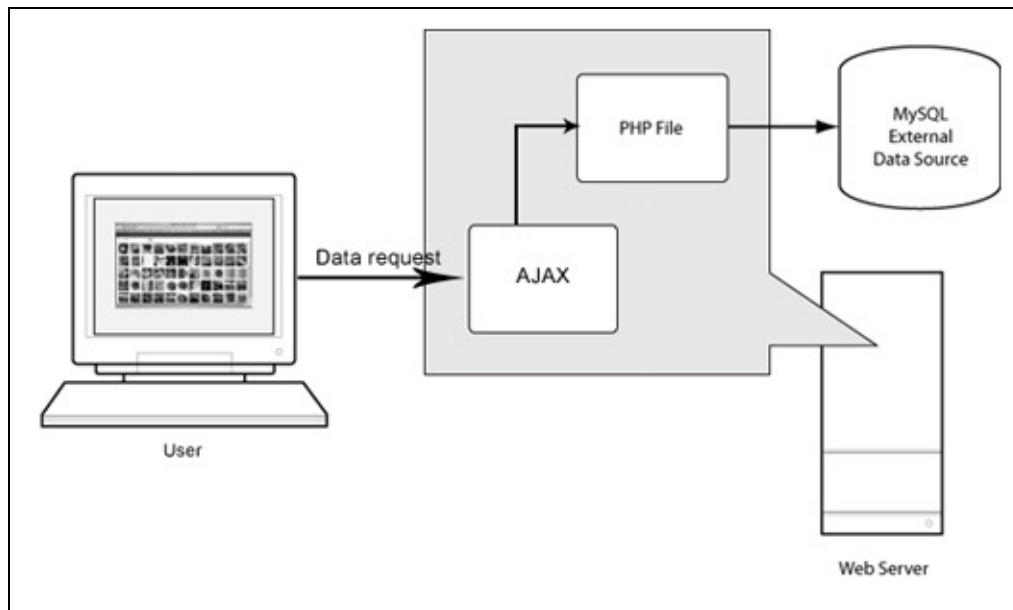 User
Data request
AJAX
PHP File
MySQL
External
Data Source
Web Server